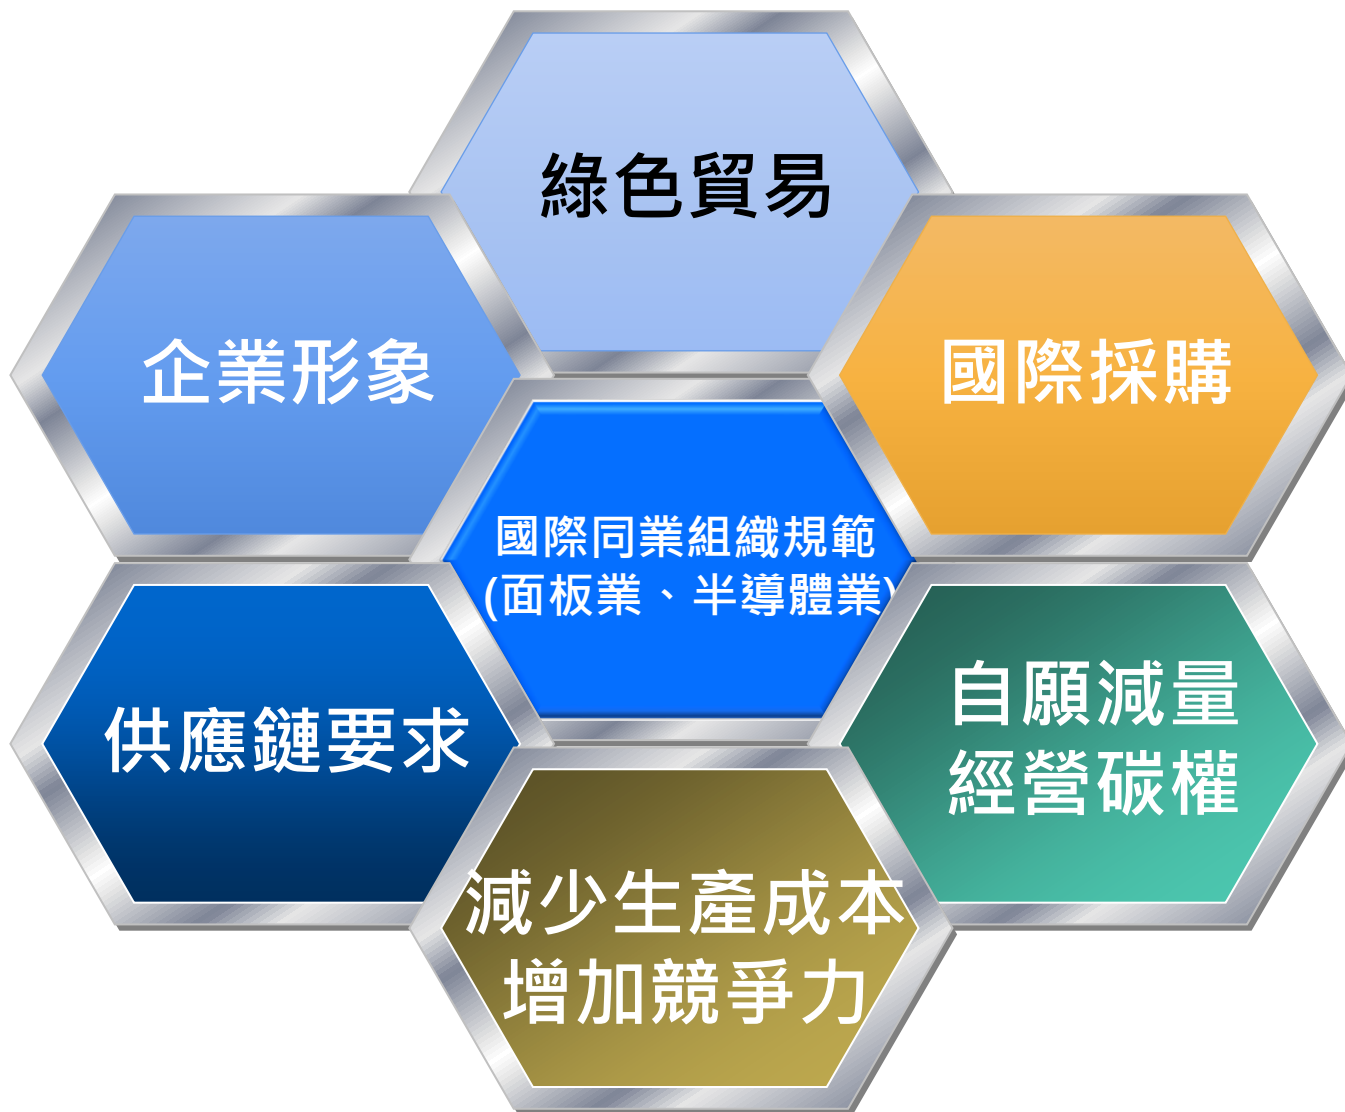 綠色貿易
企業形象
國際採購
國際同業組織規範
(面板業、半導體業)
供應鏈要求
自願減量
經營碳權
減少生產成本
增加競爭力